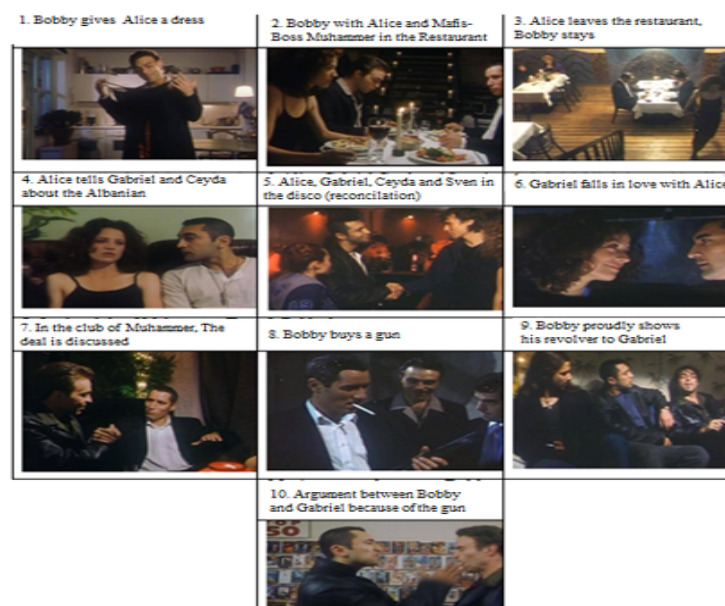 1. Bobby gives Alice a dress
2. Bobby with Alice and Mafis-
Boss Muhammer in the Restaurant
3. Alice leaves the restaurant,
Bobby stays
4. Alice tells Gabriel and Ceyda
about the Albanian
5. Alice, Gabriel, Ceyda and Sven in
the disco (reconcilation)
6. Gabriel falls in love with Alice
7. In the club of Muhammer, The
deal is discussed
8. Bobby buys a gun
9. Bobby proudly shows
his revolver to Gabriel
10. Argument between Bobby
and Gabriel because of the gun
TOP
50